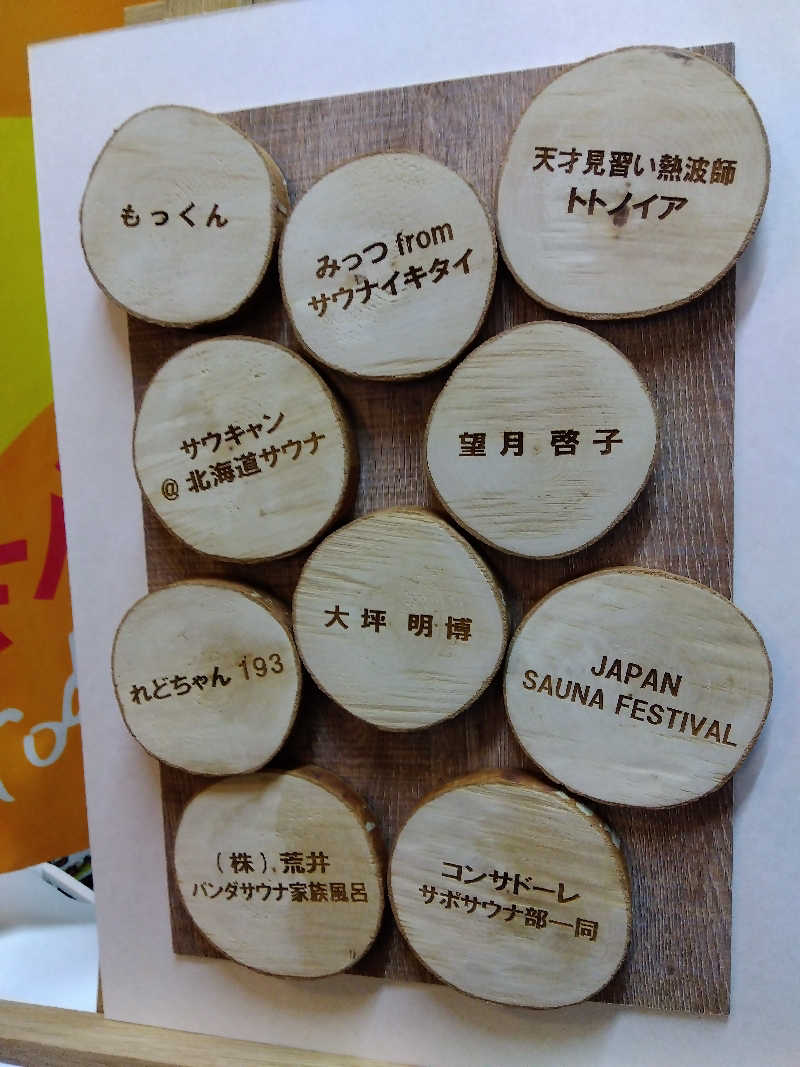 もっくん
みっつ from
サウナイキタイ
天才見習い熱波師
トトノイア
サウキャン
@ 北海道サウナ
望月 啓子
れどちゃん 193
大坪 明博
JAPAN
SAUNA FESTIVAL
(株).荒井
バンダサウナ家族風呂
コンサドーレ
サポサウナ部一同